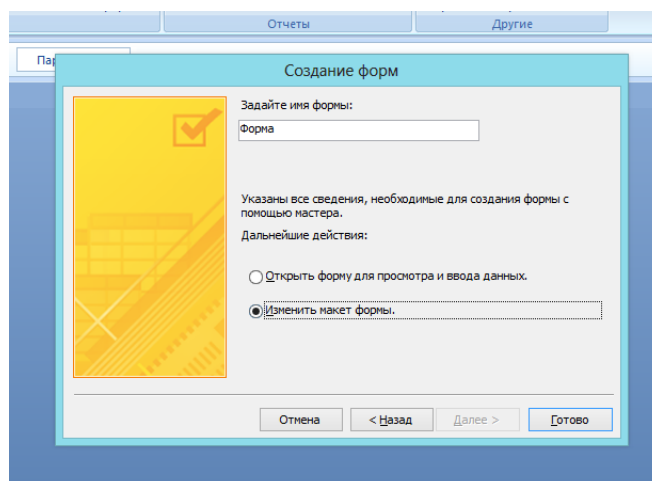 Отчеты
Другие
Пар
Создание форм
Задайте имя формы:
Форма
Указаны все сведения, необходимые для создания формы с
помощью мастера.
Дальнейшие действия:
Открыть форму для просмотра и ввода данных.
Изменить макет формы.
Отмена
< Назад
Далее >
Готово